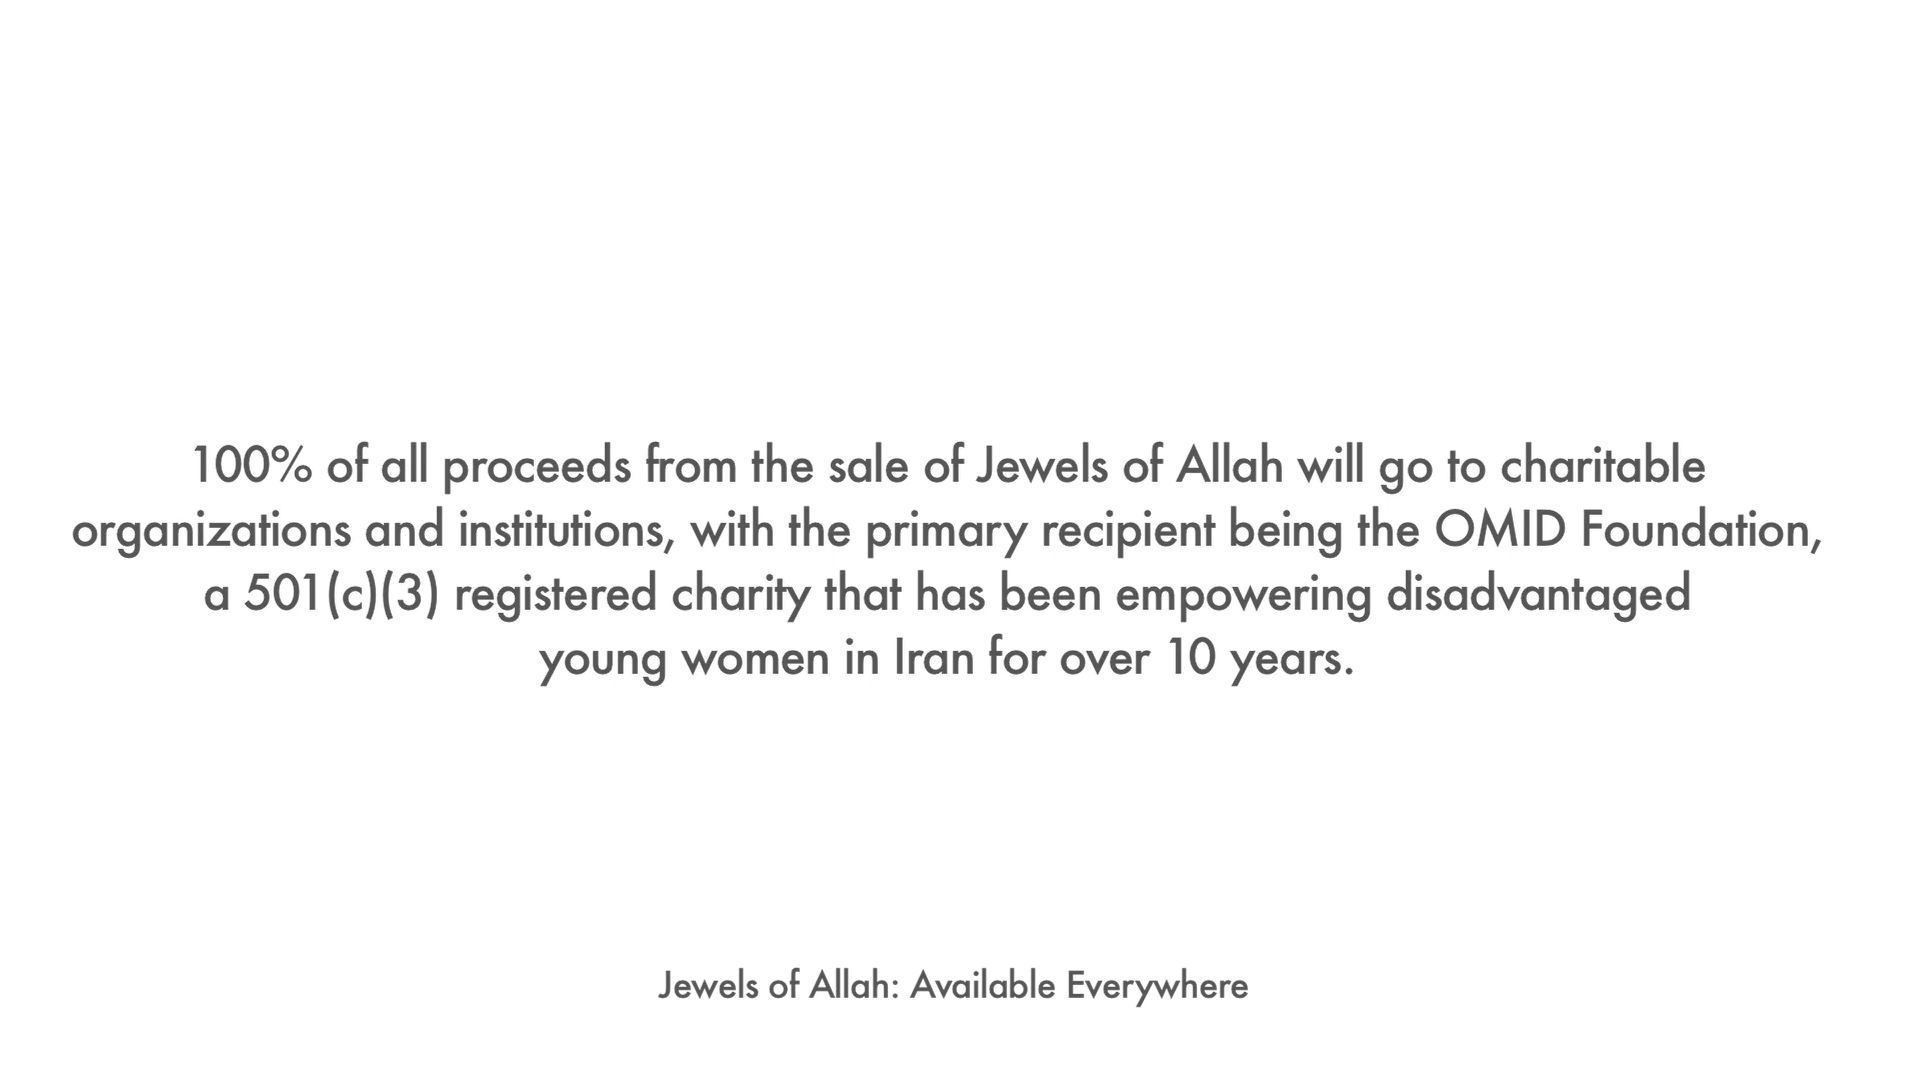 100% of all proceeds from the sale of Jewels of Allah will go to charitable
organizations and institutions, with the primary recipient being the OMID Foundation,
a 501(c)(3) registered charity that has been empowering disadvantaged
young women in Iran for over 10 years.
Jewels of Allah: Available Everywhere